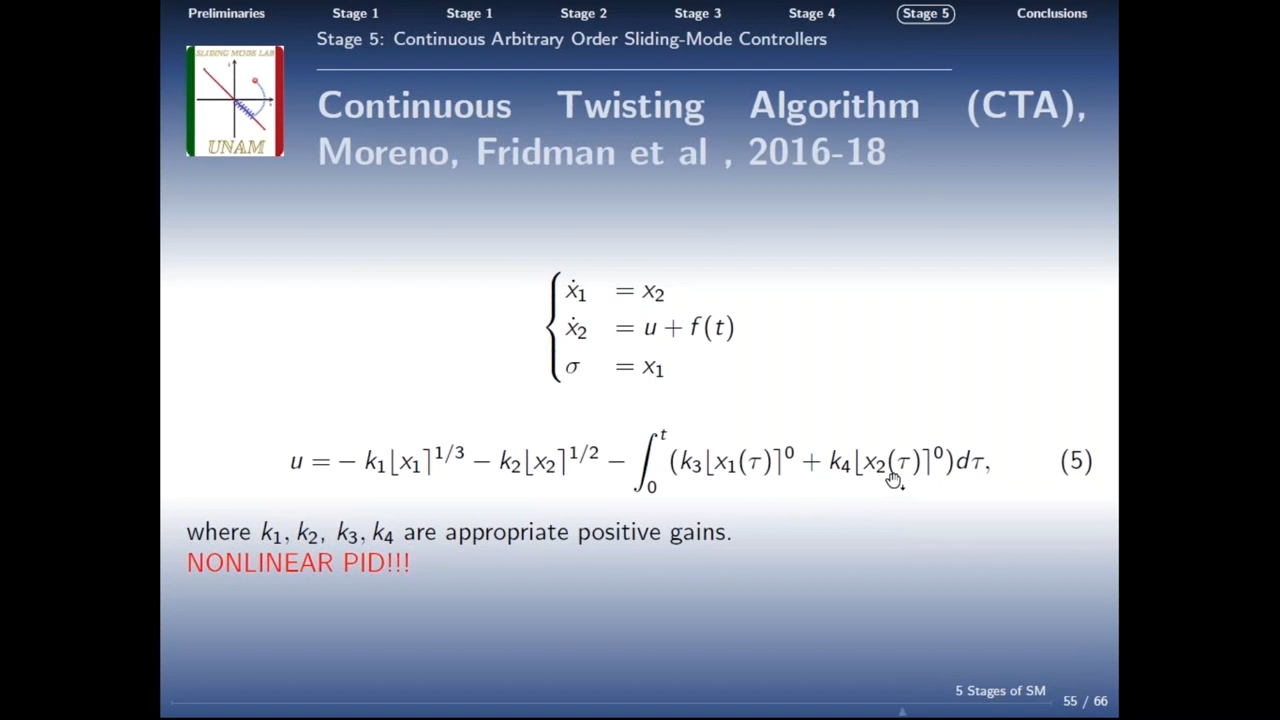 Preliminaries Stage 1 Stage 1 Stage 2 Stage 3 Stage 4 Stage 5 Conclusions
Stage 5: Continuous Arbitrary Order Sliding-Mode Controllers
SLIDING MODE LAB
UNAM
Continuous Twisting Algorithm (CTA),
Moreno, Fridman et al , 2016-18
ẋ₁ = x₂
ẋ₂ = u + f(t)
σ = x₁
u = − k₁⌊x₁⌉^{1/3} − k₂⌊x₂⌉^{1/2} − ∫₀ᵗ (k₃⌊x₁(τ)⌉⁰ + k₄⌊x₂(τ)⌉⁰)dτ, (5)
where k₁, k₂, k₃, k₄ are appropriate positive gains.
NONLINEAR PID!!!
5 Stages of SM
55 / 66